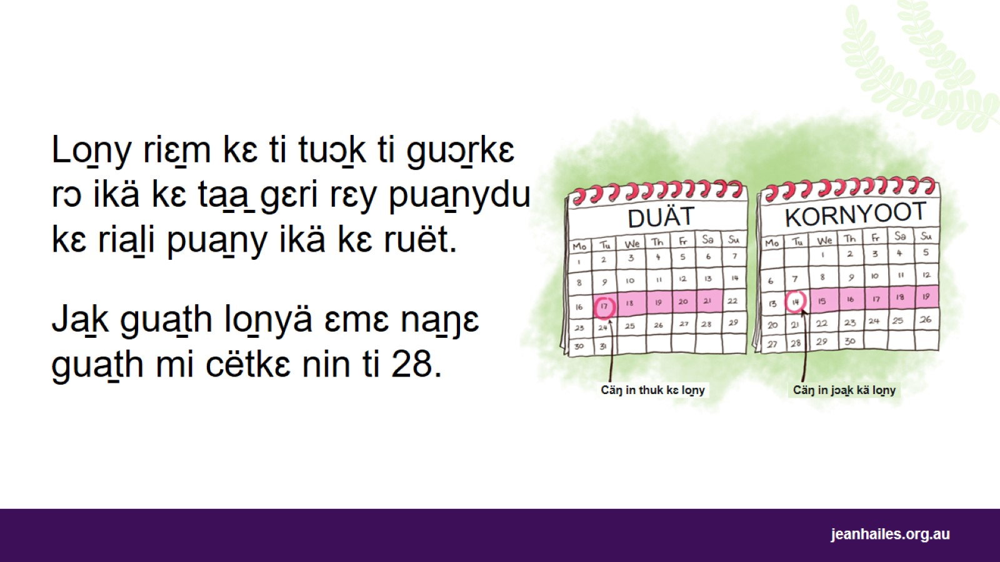 Lo̱ny riɛ̱m kɛ ti tuɔ̱k ti guɔ̱rkɛ
rɔ ikä kɛ ta̱a̱ gɛri rɛy pua̱nydu
kɛ ria̱li pua̱ny ikä kɛ ruët.
Ja̱k gua̱th lo̱nyä ɛmɛ na̱ŋɛ
gua̱th mi cëtkɛ nin ti 28.
DUÄT
Mo Tu We Th Fr Sa Su
1 2 3 4 5 6 7
8 9 10 11 12 13 14
16 17 18 19 20 21 22
23 24 25 26 27 28 29
30 31
Cäŋ in thuk kɛ lo̱ny
KORNYOOT
Mo Tu We Th Fr Sa Su
1 2 3 4 5
6 7 8 9 10 11 12
13 14 15 16 17 18 19
20 21 22 23 24 25 26
27 28 29 30
Cäŋ in jɔa̱k kä lo̱ny
jeanhailes.org.au